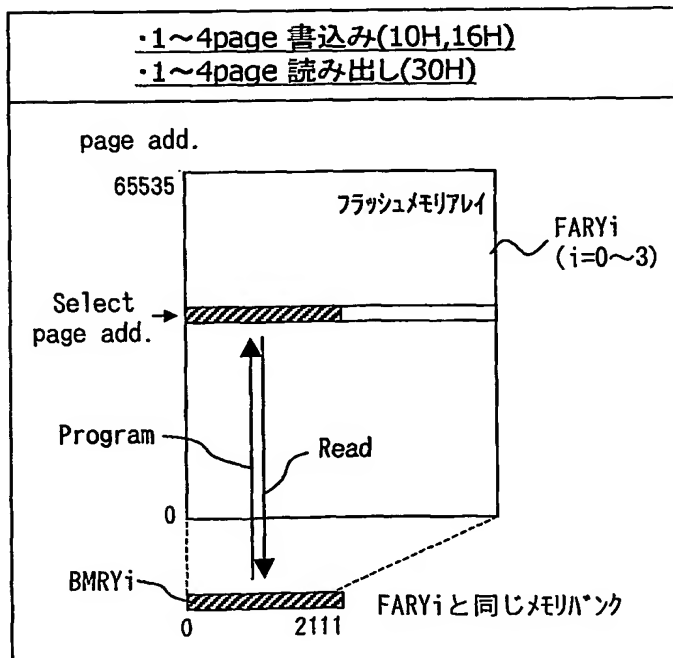 ・1～4page 書込み(10H,16H)
・1～4page 読み出し(30H)
page add.
65535
フラッシュメモリアレイ
FARYi
(i=0～3)
Select
page add.
Program
Read
0
BMRYi
0
2111
FARYiと同じメモリバンク